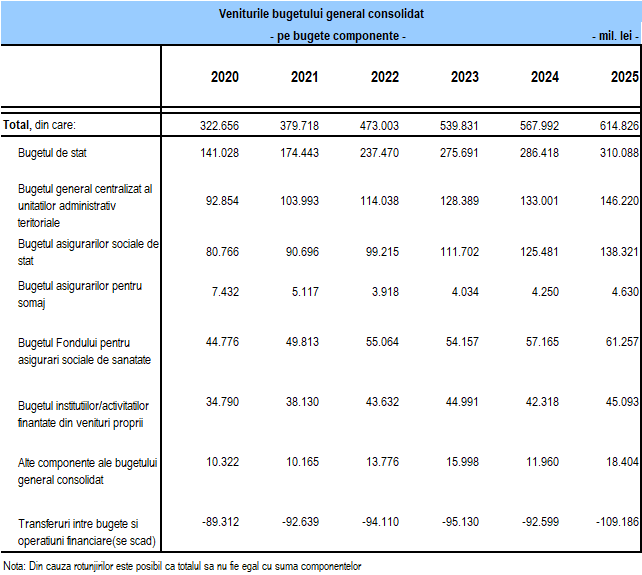 Veniturile bugetului general consolidat
- pe bugete componente - - mil. lei -
2020 2021 2022 2023 2024 2025
Total, din care: 322.656 379.718 473.003 539.831 567.992 614.826
Bugetul de stat 141.028 174.443 237.470 275.691 286.418 310.088
Bugetul general centralizat al
unitatilor administrativ 92.854 103.993 114.038 128.389 133.001 146.220
teritoriale
Bugetul asigurarilor sociale de
stat 80.766 90.696 99.215 111.702 125.481 138.321
Bugetul asigurarilor pentru
somaj 7.432 5.117 3.918 4.034 4.250 4.630
Bugetul Fondului pentru 44.776 49.813 55.064 54.157 57.165 61.257
asigurari sociale de sanatate
Bugetul institutiilor/activitatilor 34.790 38.130 43.632 44.991 42.318 45.093
finantate din venituri proprii
Alte componente ale bugetului 10.322 10.165 13.776 15.998 11.960 18.404
general consolidat
Transferuri intre bugete si -89.312 -92.639 -94.110 -95.130 -92.599 -109.186
operatiuni financiare(se scad)
Nota: Din cauza rotunjirilor este posibil ca totalul sa nu fie egal cu suma componentelor